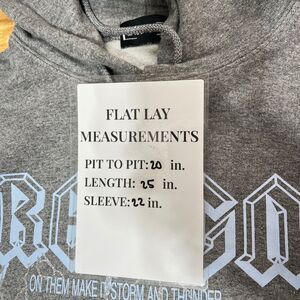 FLAT LAY
MEASUREMENTS
PIT TO PIT: 20 in.
LENGTH: 25 in.
SLEEVE: 22 in.
ON THEM MAKE IT STORM AND THUNDER